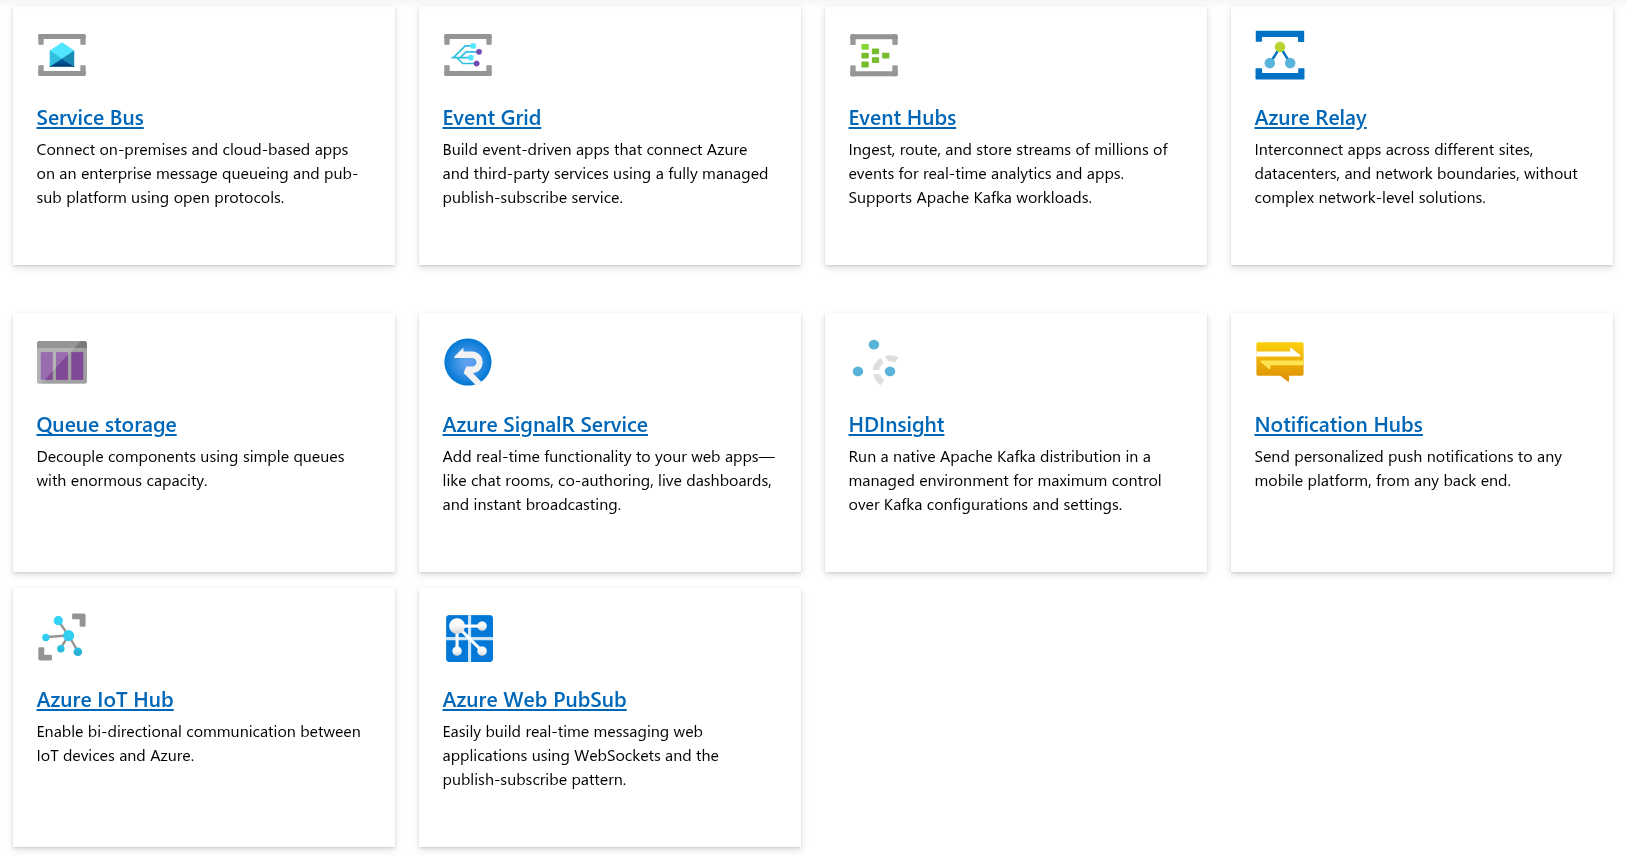 Service Bus
Connect on-premises and cloud-based apps
on an enterprise message queueing and pub-
sub platform using open protocols.
Event Grid
Build event-driven apps that connect Azure
and third-party services using a fully managed
publish-subscribe service.
Event Hubs
Ingest, route, and store streams of millions of
events for real-time analytics and apps.
Supports Apache Kafka workloads.
Azure Relay
Interconnect apps across different sites,
datacenters, and network boundaries, without
complex network-level solutions.
Queue storage
Decouple components using simple queues
with enormous capacity.
Azure SignalR Service
Add real-time functionality to your web apps—
like chat rooms, co-authoring, live dashboards,
and instant broadcasting.
HDInsight
Run a native Apache Kafka distribution in a
managed environment for maximum control
over Kafka configurations and settings.
Notification Hubs
Send personalized push notifications to any
mobile platform, from any back end.
Azure IoT Hub
Enable bi-directional communication between
IoT devices and Azure.
Azure Web PubSub
Easily build real-time messaging web
applications using WebSockets and the
publish-subscribe pattern.